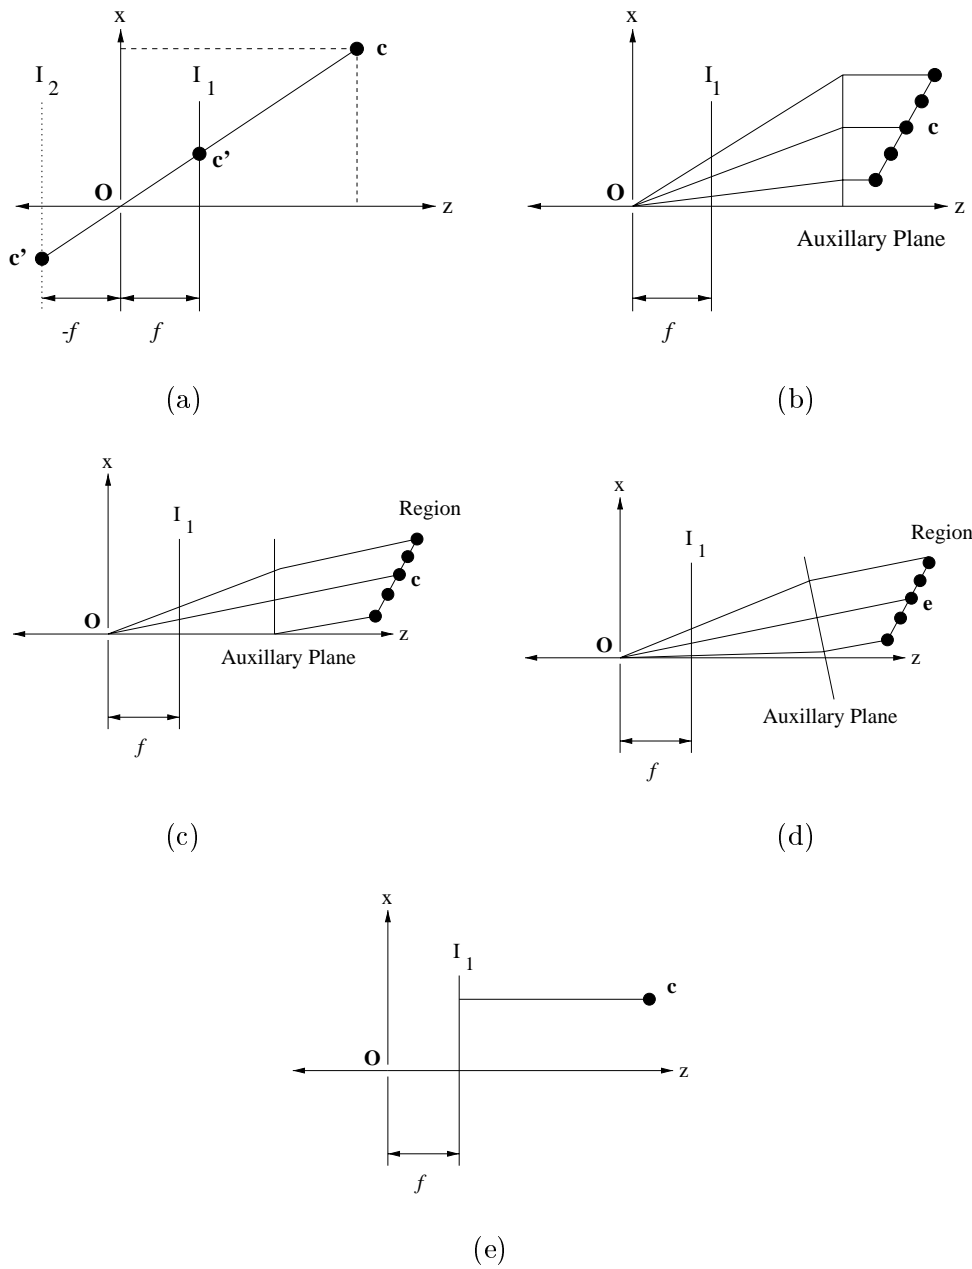 x
c
I 2
I 1
c'
O
z
c'
-f
f
(a)
x
I 1
c
O
z
Auxillary Plane
f
(b)
x
Region
I 1
c
O
z
Auxillary Plane
f
(c)
x
Region
I 1
e
O
z
Auxillary Plane
f
(d)
x
I 1
c
O
z
f
(e)